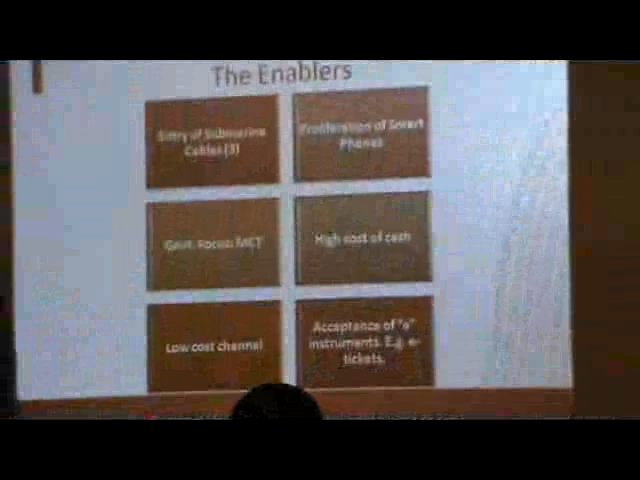 The Enablers
Entry of Submarine
Cables (3)
Proliferation of Smart
Phones
Govt. Focus: MCT
High cost of cash
Low cost channel
Acceptance of "e"
instruments. E.g. e-
tickets.